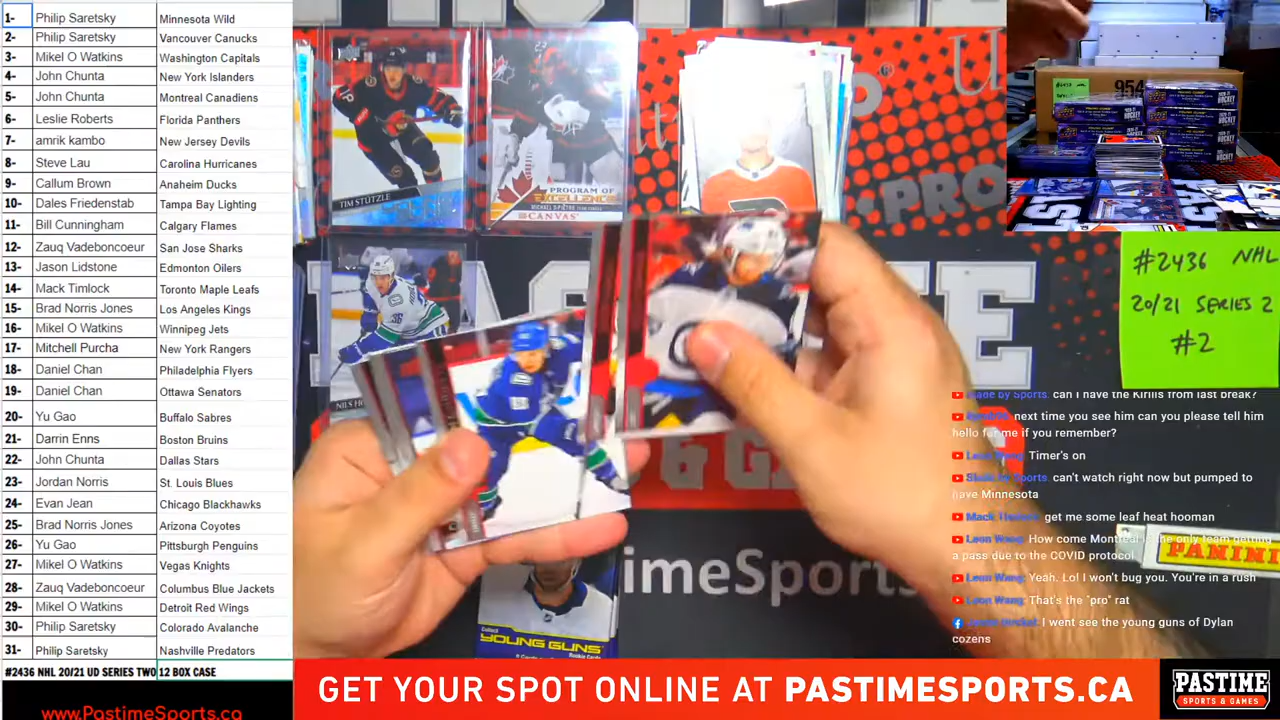 1- Philip Saretsky Minnesota Wild
2- Philip Saretsky Vancouver Canucks
3- Mikel O Watkins Washington Capitals
4- John Chunta New York Islanders
5- John Chunta Montreal Canadiens
6- Leslie Roberts Florida Panthers
7- amrik kambo New Jersey Devils
8- Steve Lau Carolina Hurricanes
9- Callum Brown Anaheim Ducks
10- Dales Friedenstab Tampa Bay Lighting
11- Bill Cunningham Calgary Flames
12- Zauq Vadeboncoeur San Jose Sharks
13- Jason Lidstone Edmonton Oilers
14- Mack Timlock Toronto Maple Leafs
15- Brad Norris Jones Los Angeles Kings
16- Mikel O Watkins Winnipeg Jets
17- Mitchell Purcha New York Rangers
18- Daniel Chan Philadelphia Flyers
19- Daniel Chan Ottawa Senators
20- Yu Gao Buffalo Sabres
21- Darrin Enns Boston Bruins
22- John Chunta Dallas Stars
23- Jordan Norris St. Louis Blues
24- Evan Jean Chicago Blackhawks
25- Brad Norris Jones Arizona Coyotes
26- Yu Gao Pittsburgh Penguins
27- Mikel O Watkins Vegas Knights
28- Zauq Vadeboncoeur Columbus Blue Jackets
29- Mikel O Watkins Detroit Red Wings
30- Philip Saretsky Colorado Avalanche
31- Philip Saretsky Nashville Predators
#2436 NHL 20/21 UD SERIES TWO 12 BOX CASE
www.PastimeSports.ca
TIM STÜTZLE
PROGRAM OF
EXCELLENCE
CANVAS
NILS
YOUNG GUNS
imeSports
& G
954
HOCKEY
#2436 NHL
20/21 SERIES 2
#2
PANINI
can I have the Kirills from last break?
next time you see him can you please tell him
hello for me if you remember?
Leon Wang: Timer's on
can't watch right now but pumped to
have Minnesota
get me some leaf heat hooman
Leon Wang: How come Montreal is the only team getting
a pass due to the COVID protocol
Leon Wang: Yeah. Lol I won't bug you. You're in a rush
Leon Wang: That's the "pro" rat
I went see the young guns of Dylan
cozens
GET YOUR SPOT ONLINE AT PASTIMESPORTS.CA
PASTIME
SPORTS & GAMES